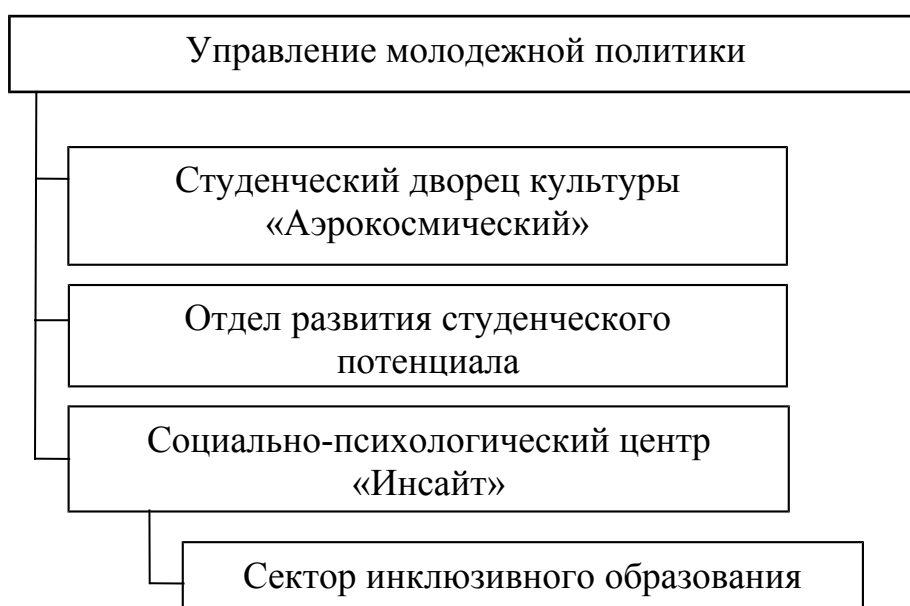 Управление молодежной политики
Студенческий дворец культуры
«Аэрокосмический»
Отдел развития студенческого
потенциала
Социально-психологический центр
«Инсайт»
Сектор инклюзивного образования